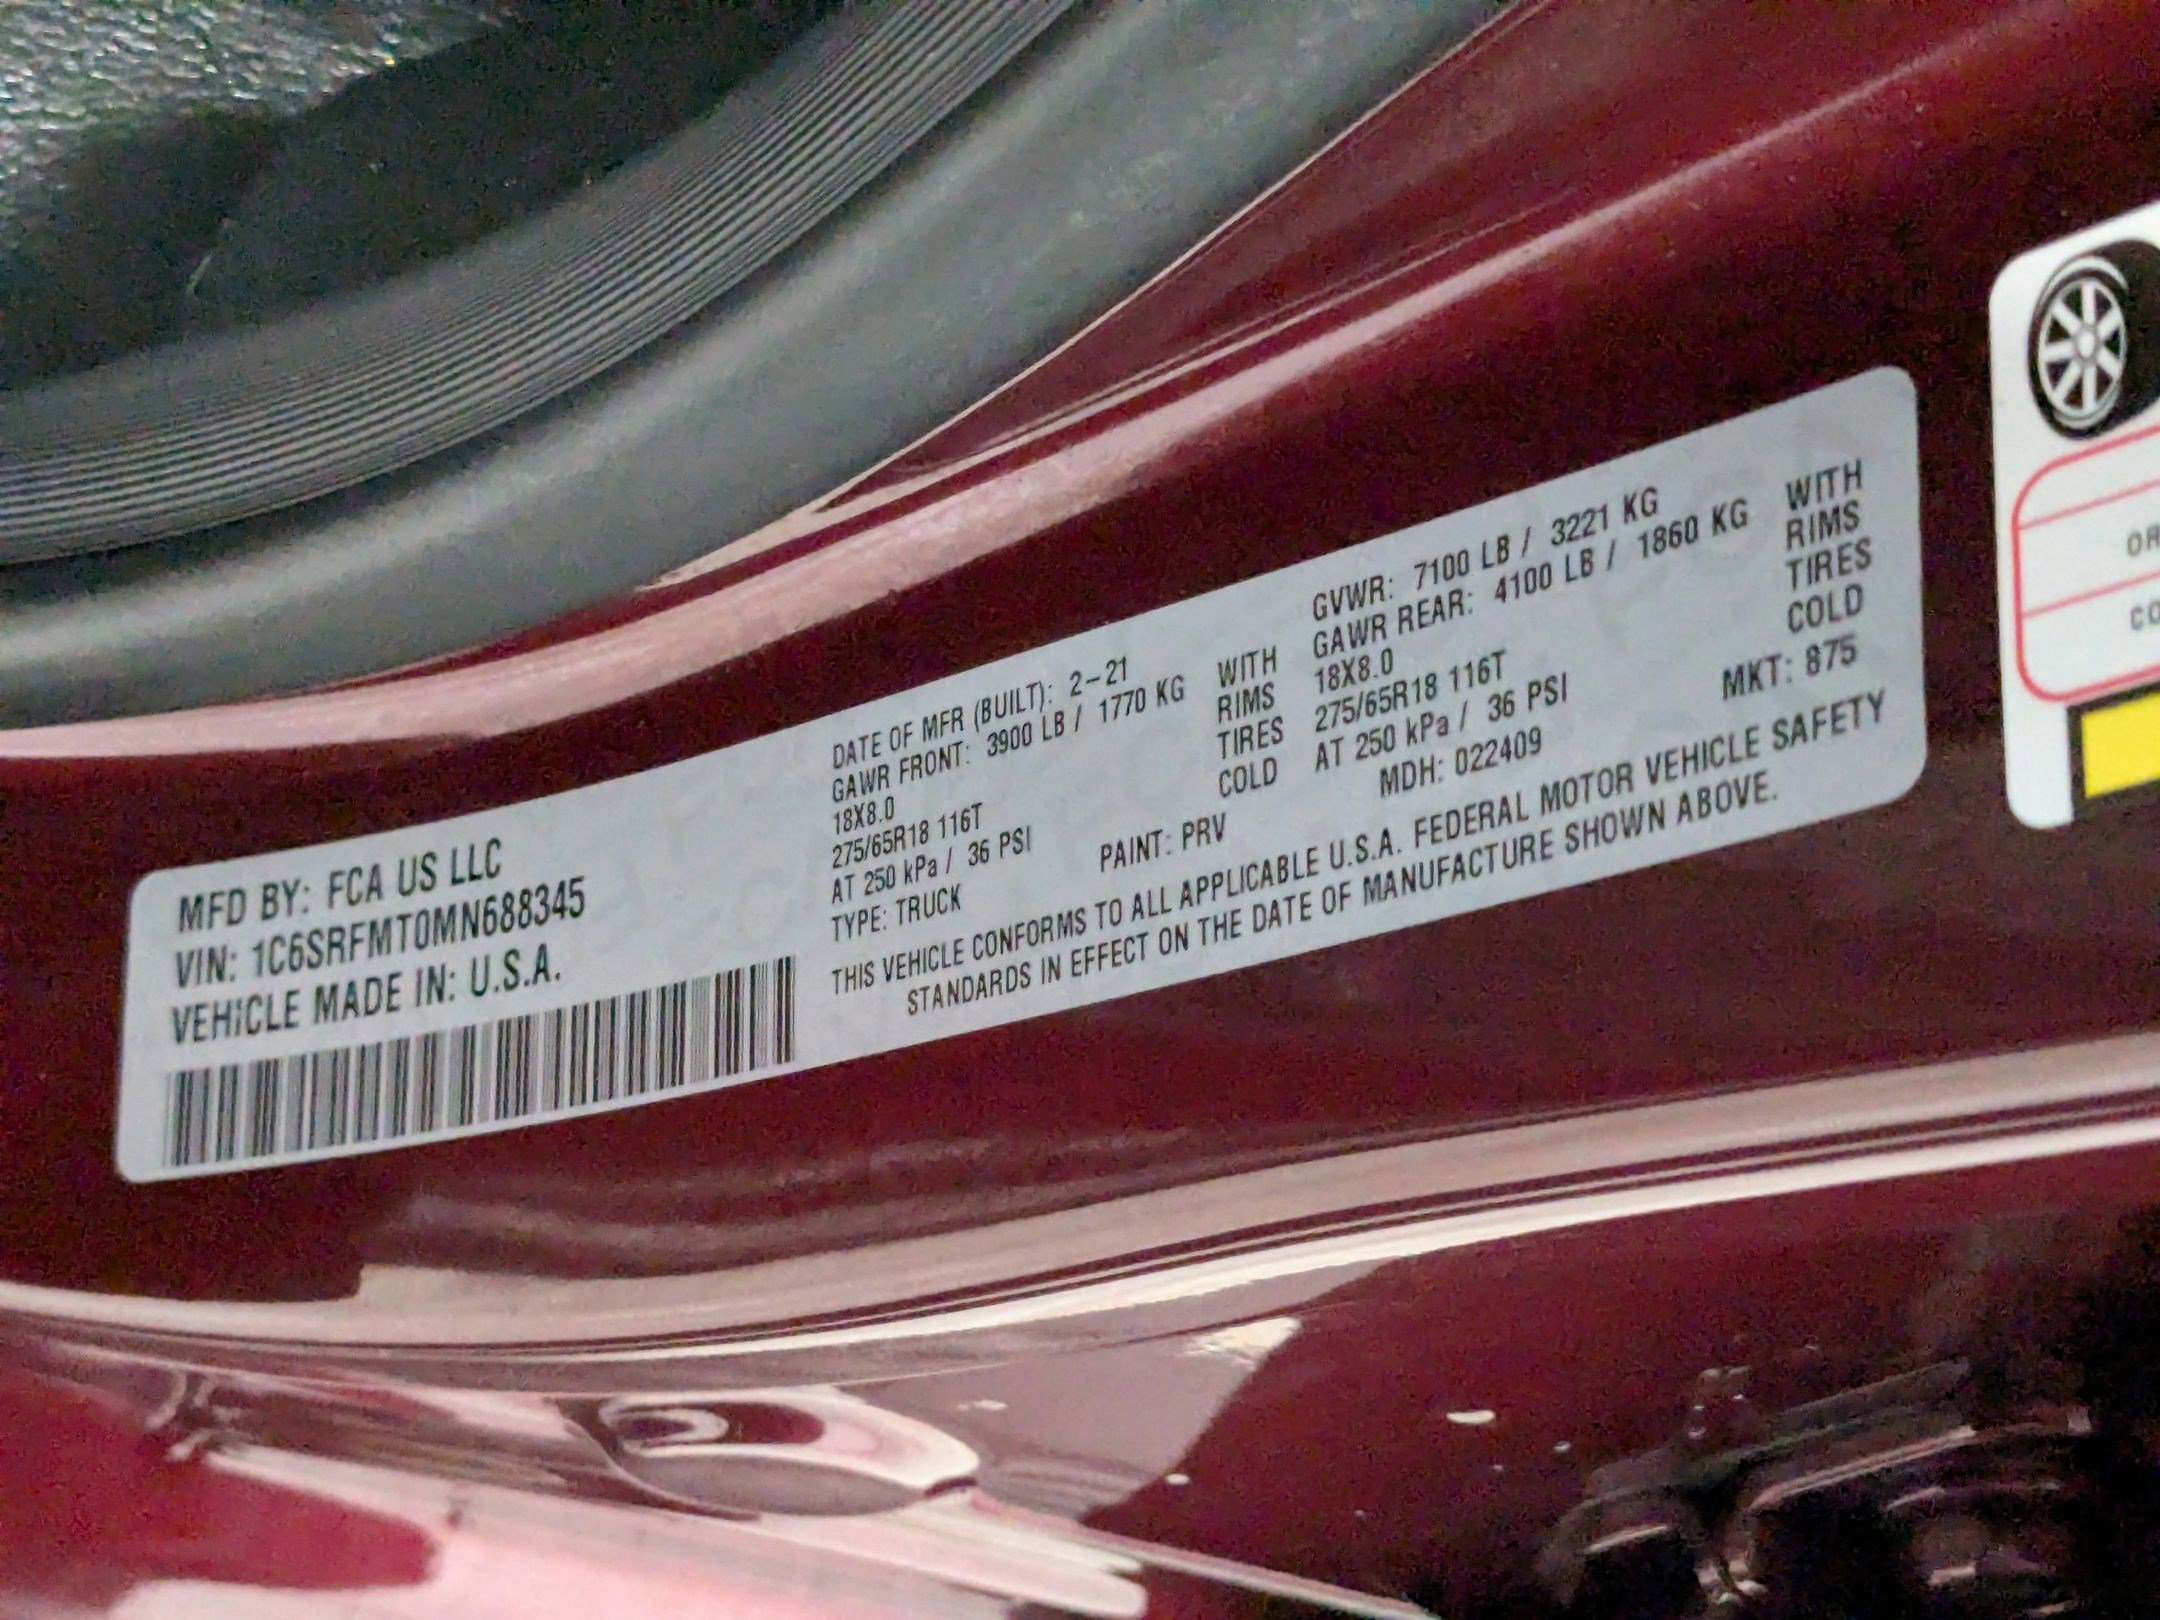 MFD BY: FCA US LLC
VIN: 1C6SRFMT0MN688345
VEHICLE MADE IN: U.S.A.
DATE OF MFR (BUILT): 2-21 GVWR: 7100 LB / 3221 KG
GAWR FRONT: 3900 LB / 1770 KG WITH GAWR REAR: 4100 LB / 1860 KG WITH
18X8.0 RIMS 18X8.0 RIMS
275/65R18 116T TIRES 275/65R18 116T TIRES
AT 250 kPa / 36 PSI COLD AT 250 kPa / 36 PSI COLD
TYPE: TRUCK PAINT: PRV MDH: 022409 MKT: 875
THIS VEHICLE CONFORMS TO ALL APPLICABLE U.S.A. FEDERAL MOTOR VEHICLE SAFETY
STANDARDS IN EFFECT ON THE DATE OF MANUFACTURE SHOWN ABOVE.